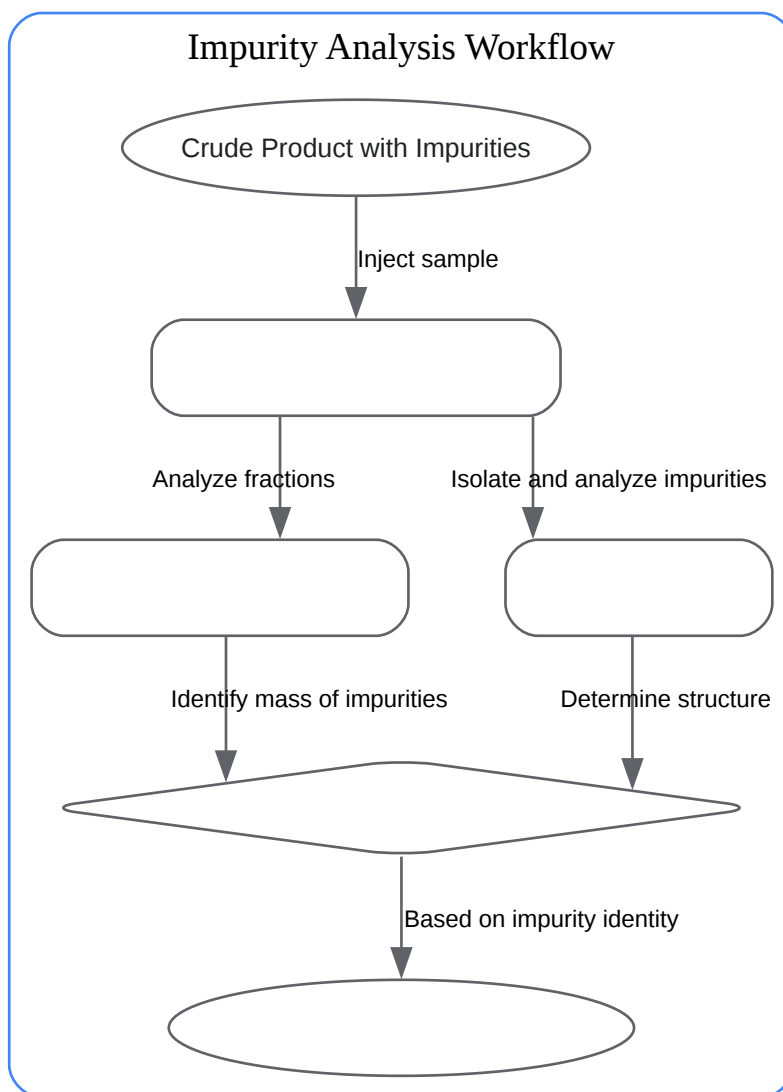 Impurity Analysis Workflow
Crude Product with Impurities
Inject sample
Analyze fractions
Isolate and analyze impurities
Identify mass of impurities
Determine structure
Based on impurity identity